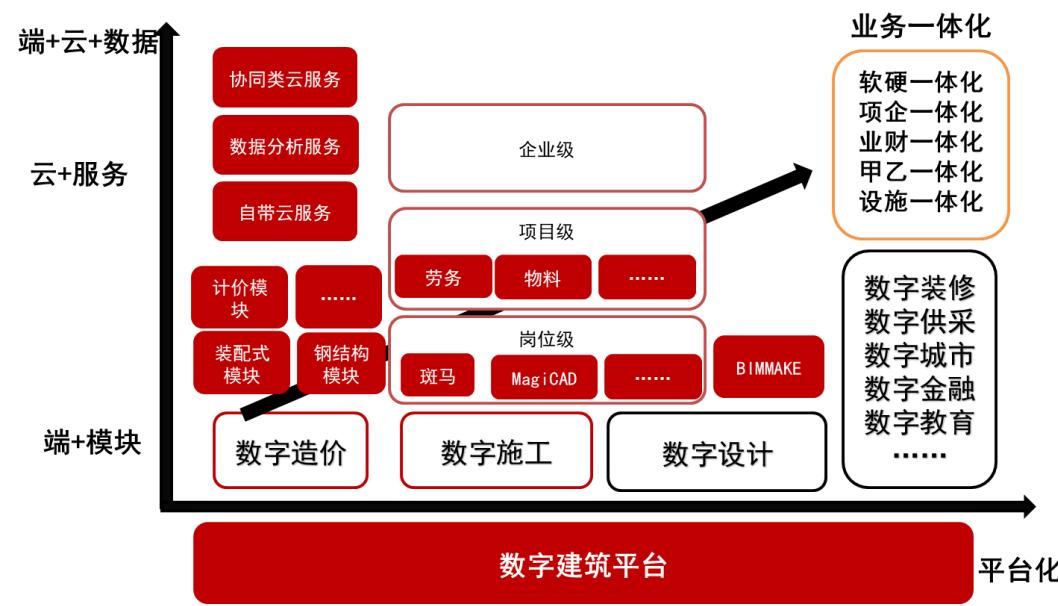 业务一体化
端+云+数据
协同类云服务
数据分析服务
自带云服务
云+服务
企业级
项目级
劳务
物料
……
软硬一体化
项企一体化
业财一体化
甲乙一体化
设施一体化
计价模
块
……
装配式
模块
钢结构
模块
岗位级
斑马
MagiCAD
……
BIMMAKE
端+模块
数字造价
数字施工
数字设计
数字装修
数字供采
数字城市
数字金融
数字教育
……
数字建筑平台
平台化